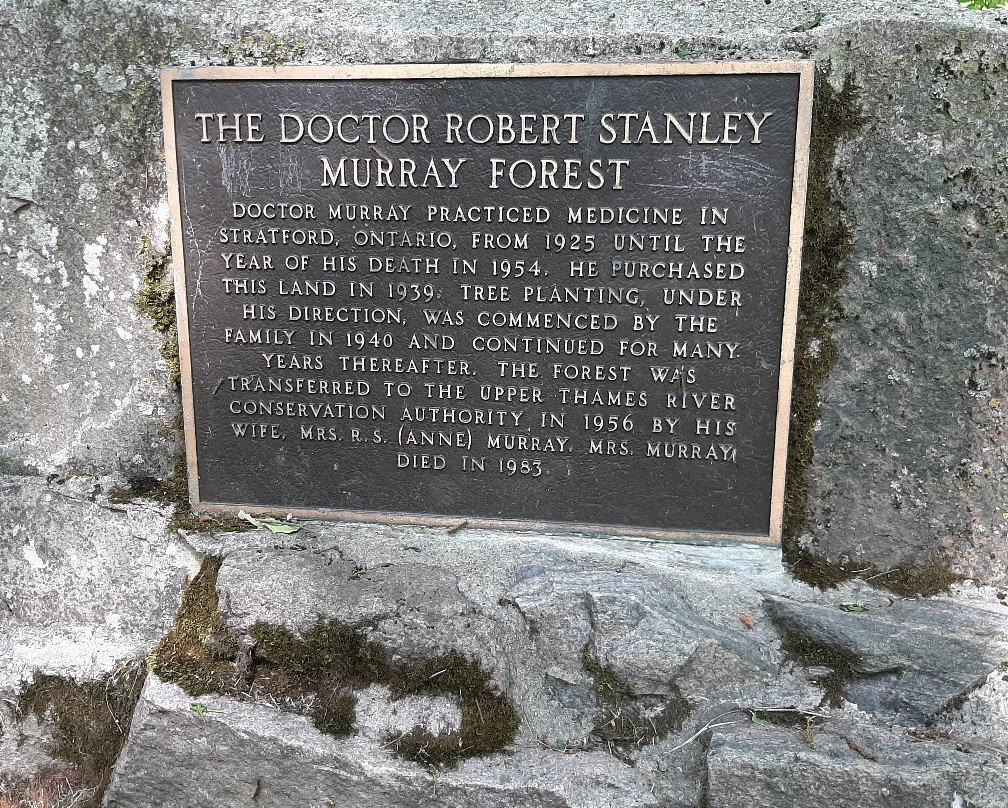 THE DOCTOR ROBERT STANLEY
MURRAY FOREST
DOCTOR MURRAY PRACTICED MEDICINE IN
STRATFORD, ONTARIO, FROM 1925 UNTIL THE
YEAR OF HIS DEATH IN 1954. HE PURCHASED
THIS LAND IN 1939. TREE PLANTING, UNDER
HIS DIRECTION, WAS COMMENCED BY THE
FAMILY IN 1940 AND CONTINUED FOR MANY
YEARS THEREAFTER. THE FOREST WAS
TRANSFERRED TO THE UPPER THAMES RIVER
CONSERVATION AUTHORITY IN 1956 BY HIS
WIFE, MRS. R.S. (ANNE) MURRAY. MRS. MURRAY
DIED IN 1983.